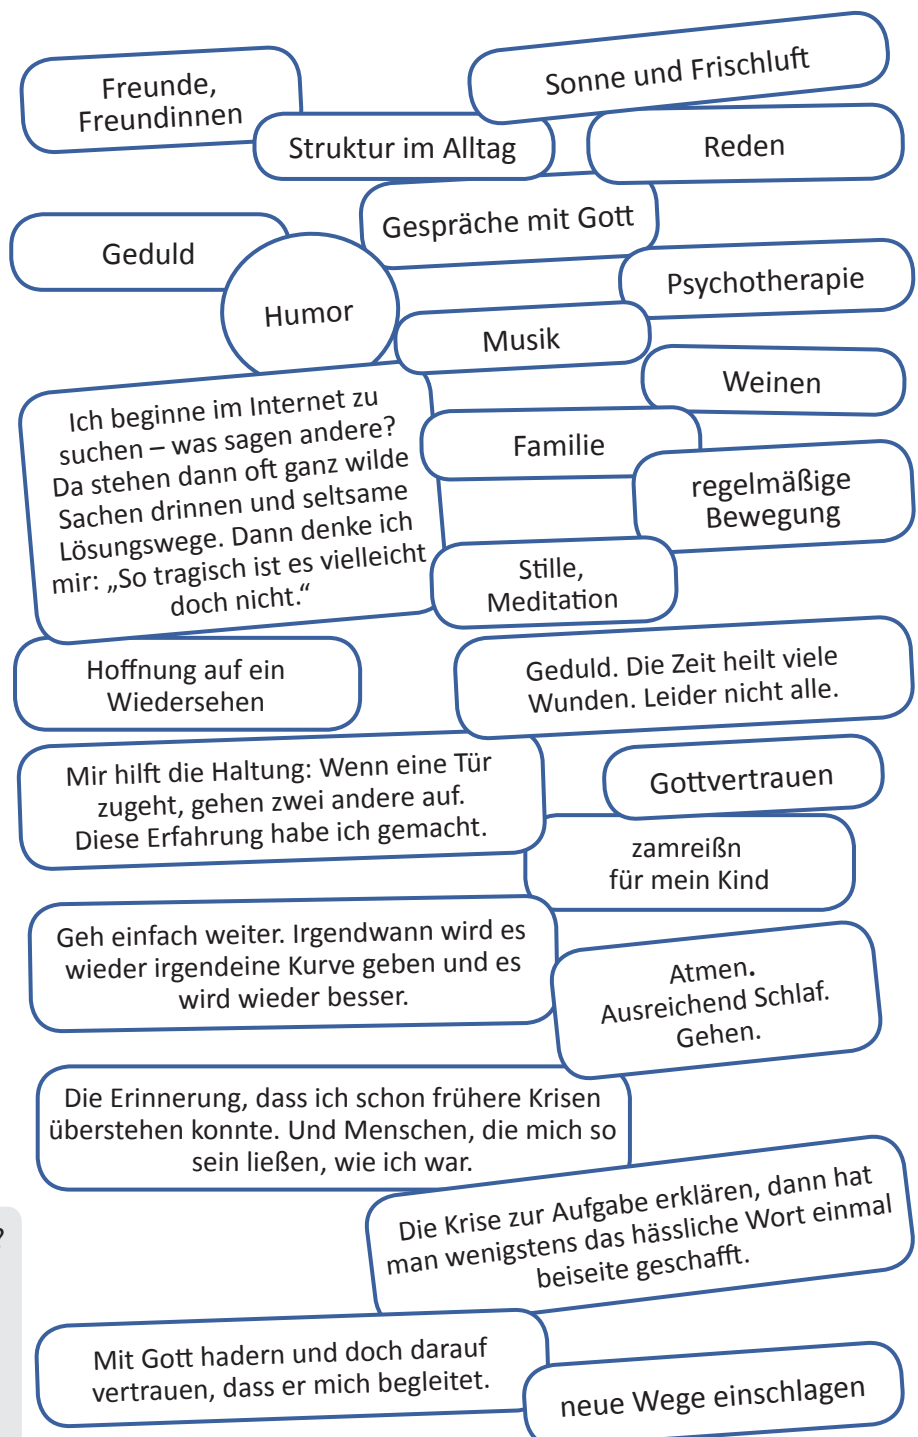 Freunde,
Freundinnen
Sonne und Frischluft
Struktur im Alltag
Reden
Gespräche mit Gott
Geduld
Psychotherapie
Humor
Musik
Weinen
Ich beginne im Internet zu
suchen – was sagen andere?
Da stehen dann oft ganz wilde
Sachen drinnen und seltsame
Lösungswege. Dann denke ich
mir: „So tragisch ist es vielleicht
doch nicht.“
Familie
regelmäßige
Bewegung
Stille,
Meditation
Hoffnung auf ein
Wiedersehen
Geduld. Die Zeit heilt viele
Wunden. Leider nicht alle.
Mir hilft die Haltung: Wenn eine Tür
zugeht, gehen zwei andere auf.
Diese Erfahrung habe ich gemacht.
Gottvertrauen
zamreißn
für mein Kind
Geh einfach weiter. Irgendwann wird es
wieder irgendeine Kurve geben und es
wird wieder besser.
Atmen.
Ausreichend Schlaf.
Gehen.
Die Erinnerung, dass ich schon frühere Krisen
überstehen konnte. Und Menschen, die mich so
sein ließen, wie ich war.
Die Krise zur Aufgabe erklären, dann hat
man wenigstens das hässliche Wort einmal
beiseite geschafft.
?
Mit Gott hadern und doch darauf
vertrauen, dass er mich begleitet.
neue Wege einschlagen